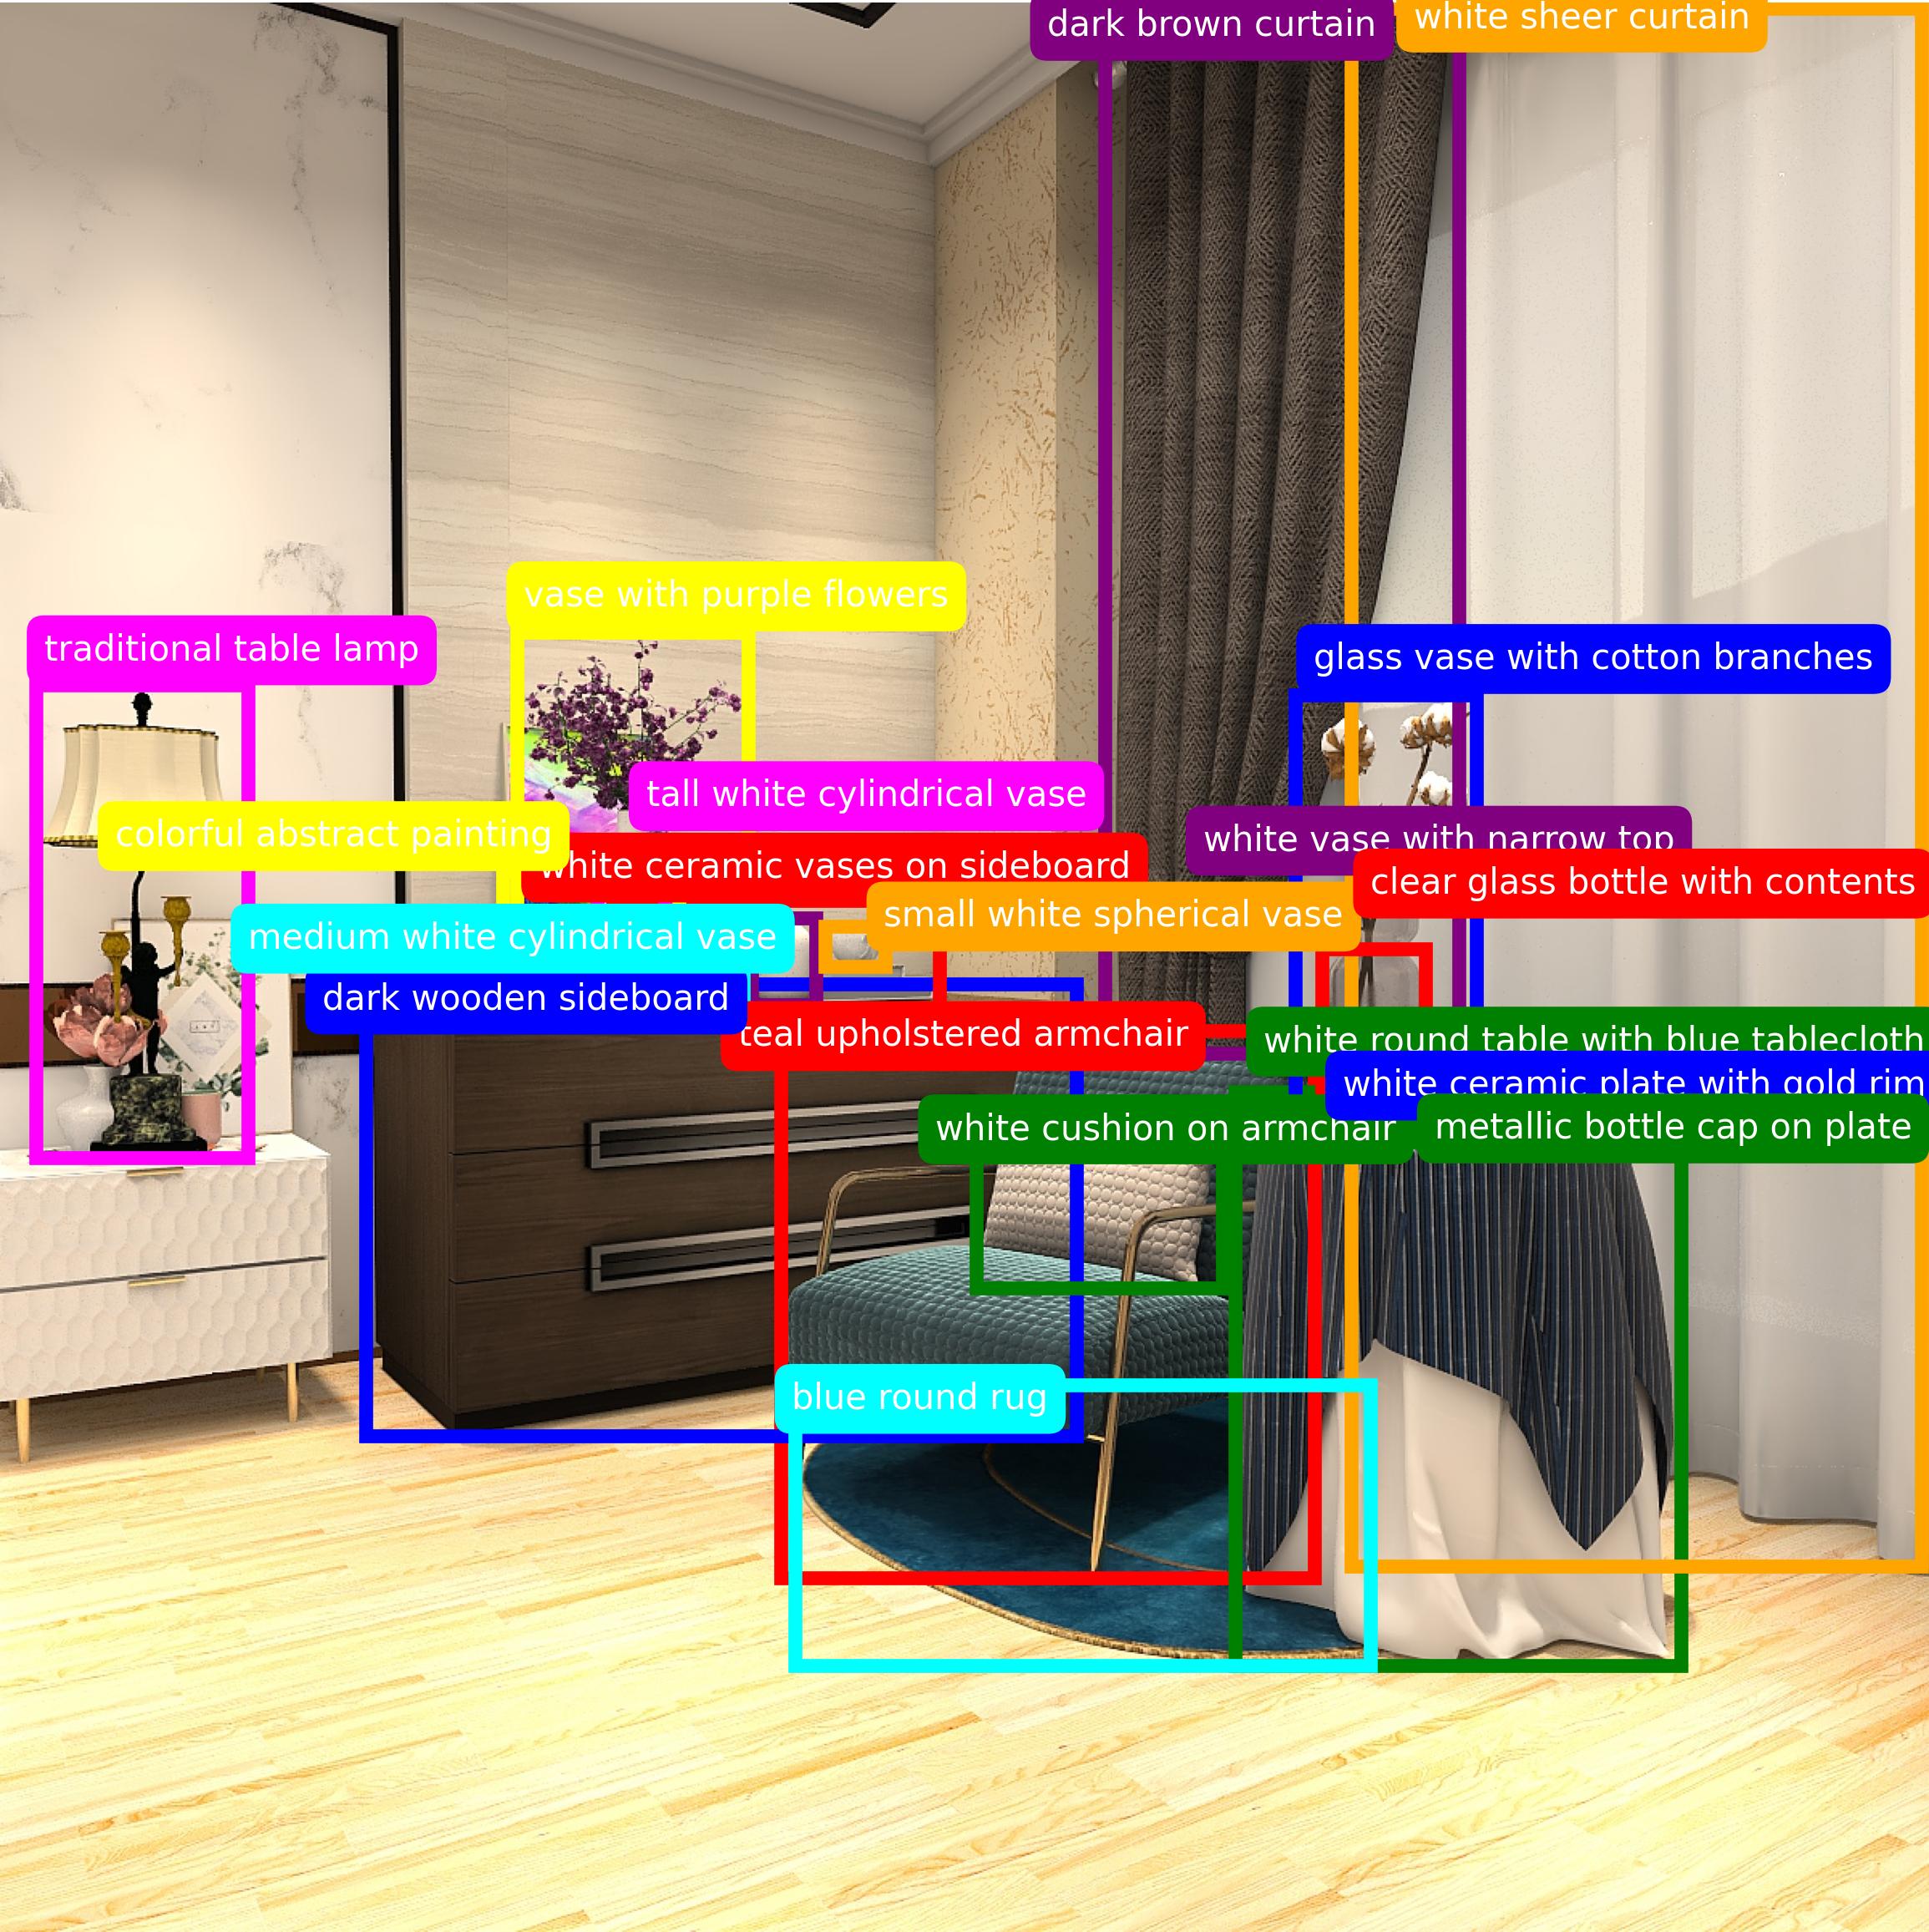 dark brown curtain
white sheer curtain
vase with purple flowers
traditional table lamp
glass vase with cotton branches
tall white cylindrical vase
colorful abstract painting
white vase with narrow top
white ceramic vases on sideboard
clear glass bottle with contents
small white spherical vase
medium white cylindrical vase
dark wooden sideboard
teal upholstered armchair
white round table with blue tablecloth
white ceramic plate with gold rim
white cushion on armchair
metallic bottle cap on plate
blue round rug